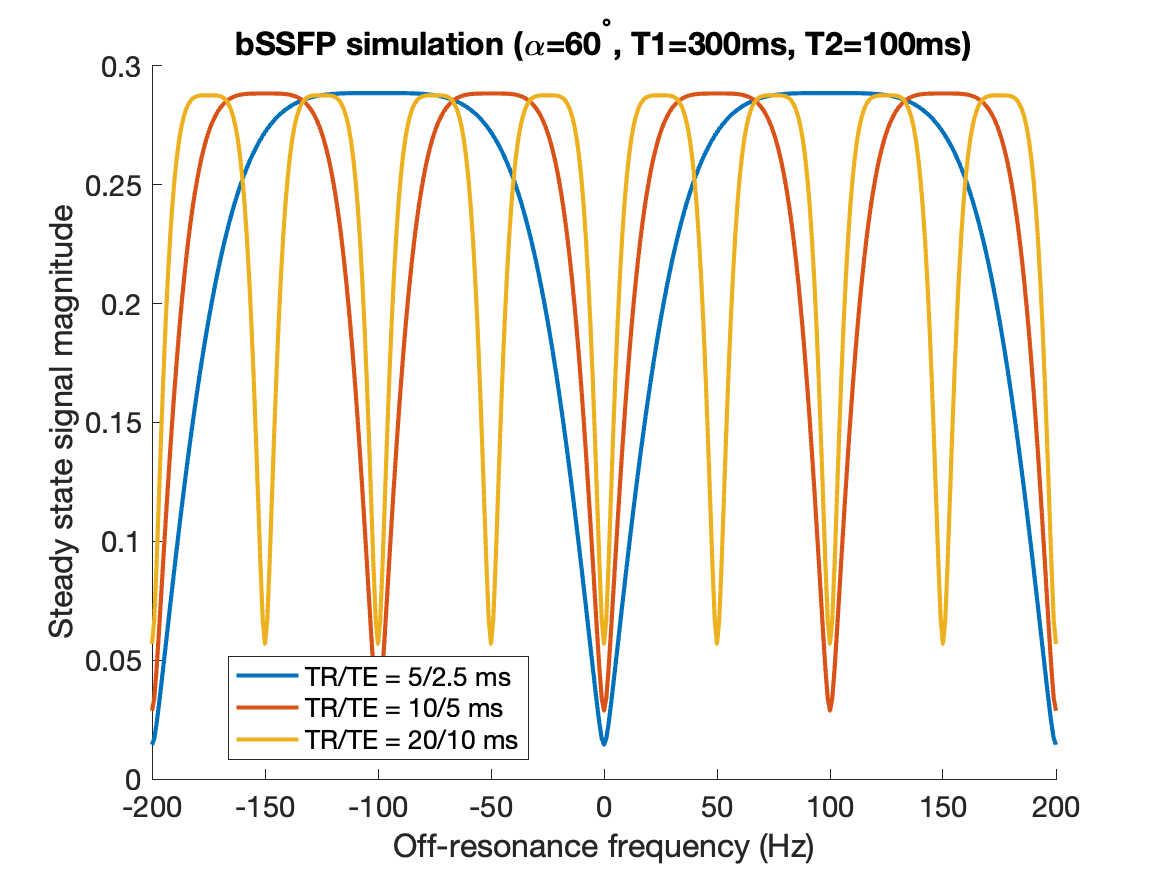 bSSFP simulation (α=60°, T1=300ms, T2=100ms)
0.3
0.25
0.2
0.15
0.1
0.05
0
Steady state signal magnitude
TR/TE = 5/2.5 ms
TR/TE = 10/5 ms
TR/TE = 20/10 ms
-200 -150 -100 -50 0 50 100 150 200
Off-resonance frequency (Hz)